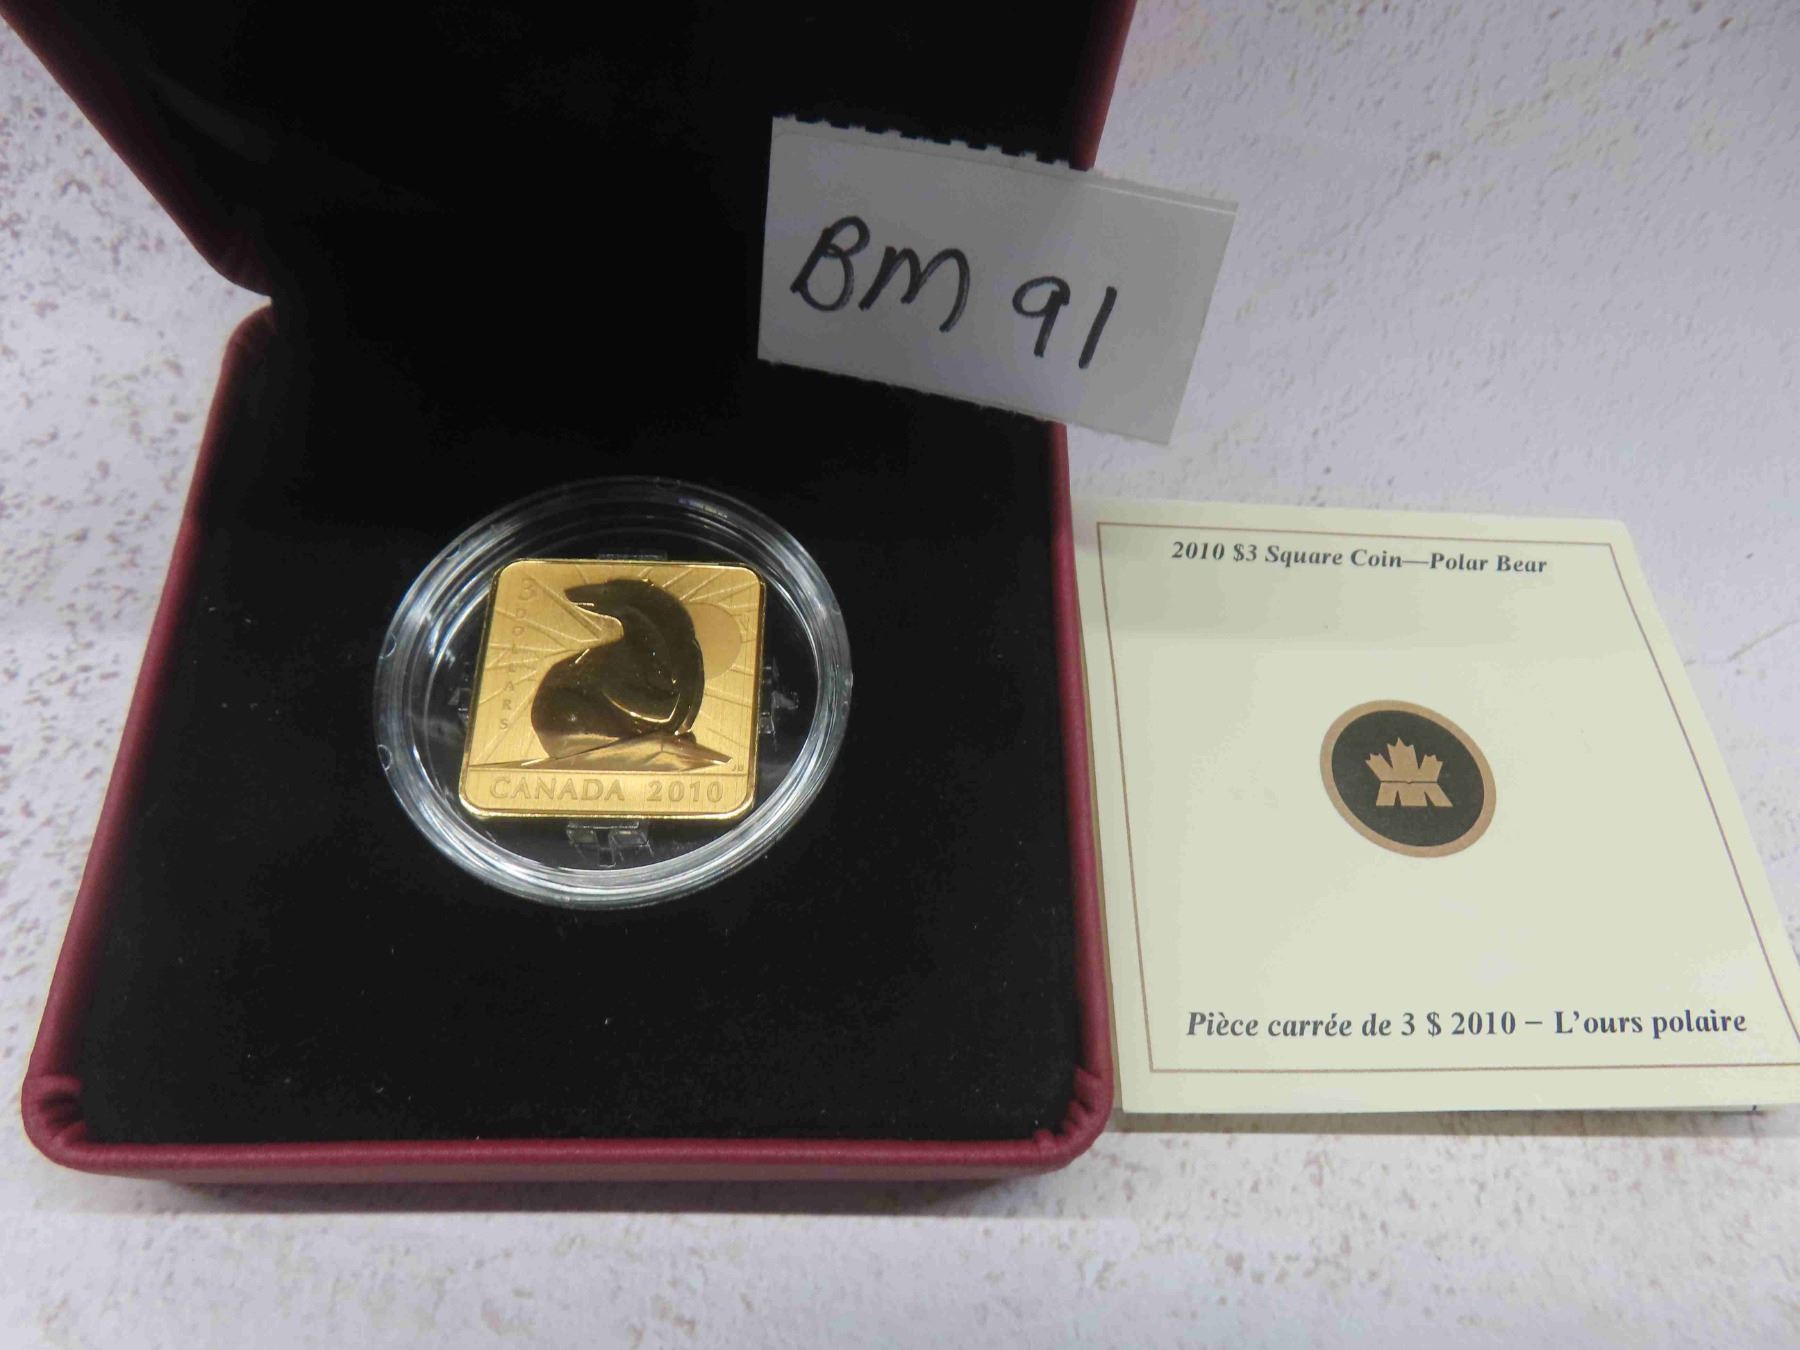 BM 91
3
DOLLARS
CANADA 2010
2010 $3 Square Coin—Polar Bear
Pièce carrée de 3 $ 2010 – L'ours polaire